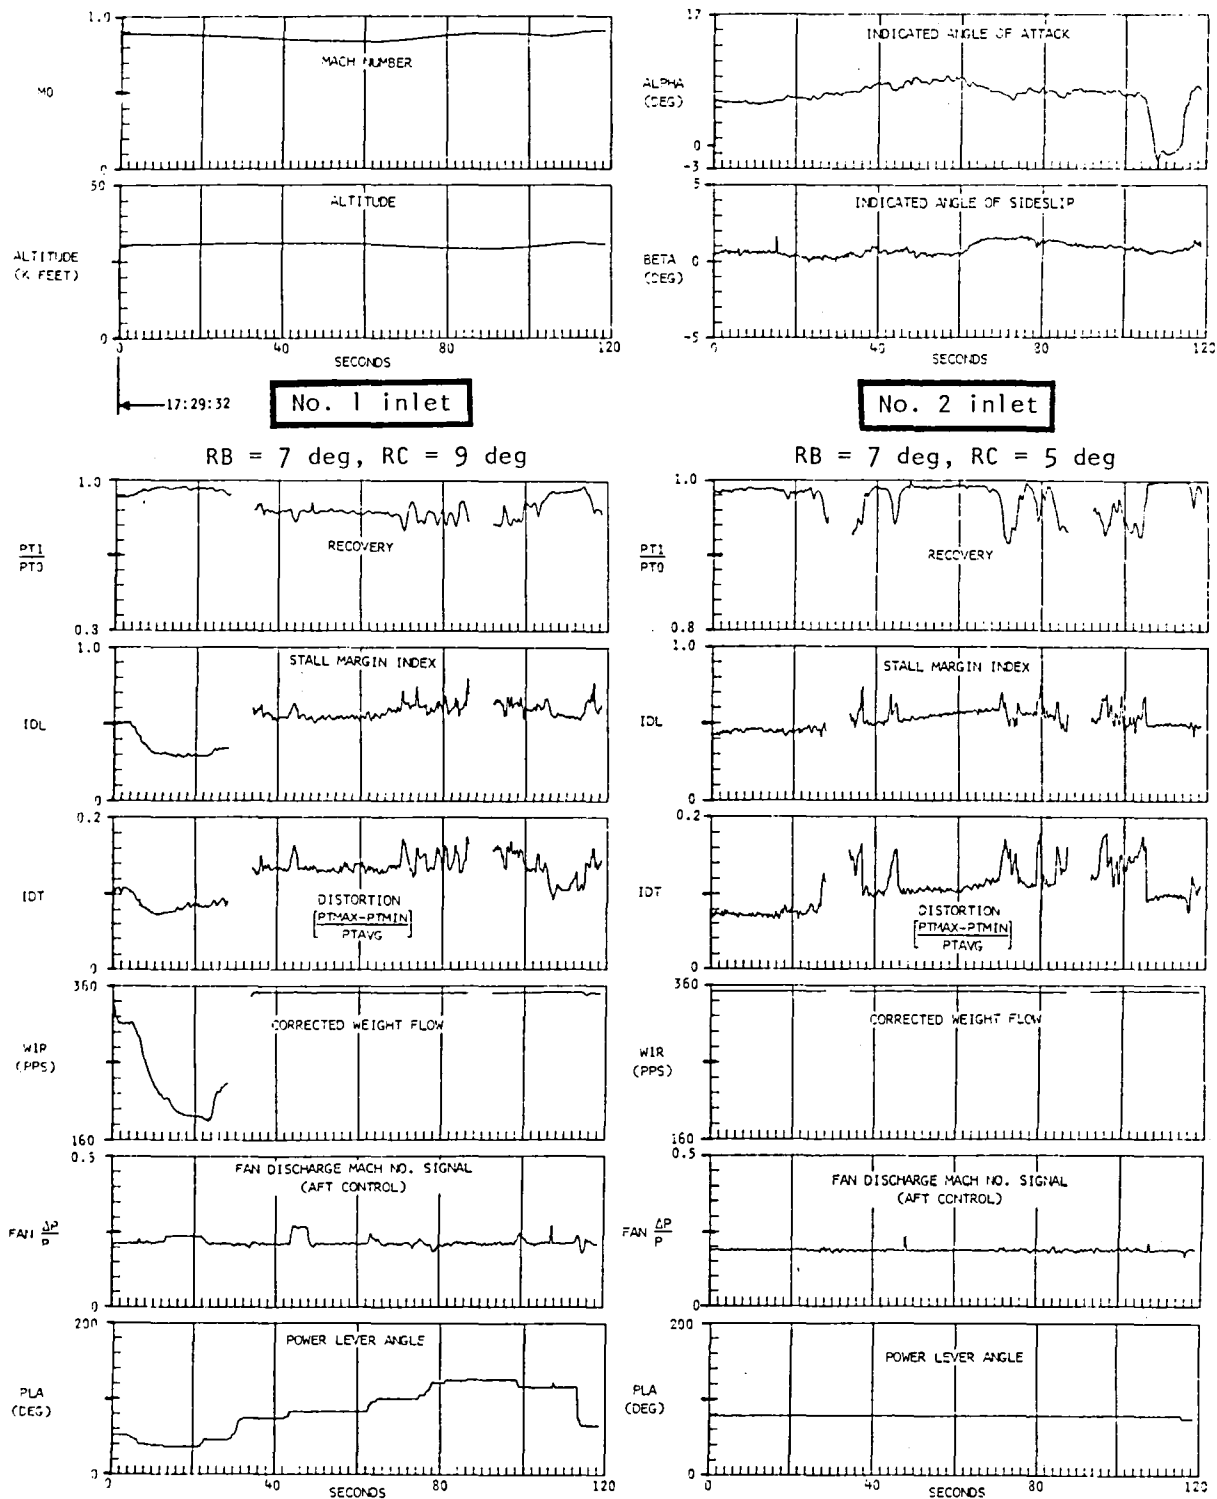 1.0
M0
0
MACH NUMBER
17
ALPHA
(DEG)
0
-3
INDICATED ANGLE OF ATTACK
50
ALTITUDE
(K FEET)
0
ALTITUDE
0
40
80
120
SECONDS
5
BETA
(DEG)
0
-5
INDICATED ANGLE OF SIDESLIP
0
40
80
120
SECONDS
17:29:32
No. 1 inlet
No. 2 inlet
RB = 7 deg, RC = 9 deg
RB = 7 deg, RC = 5 deg
1.0
PT1
PT0
RECOVERY
1.0
PT1
PT0
0.8
RECOVERY
1.0
IDL
0
STALL MARGIN INDEX
1.0
IDL
0
STALL MARGIN INDEX
0.2
IDT
0
DISTORTION
[PTMAX-PTMIN]
PTAVG
0.2
IDT
0
DISTORTION
[PTMAX-PTMIN]
PTAVG
360
W1R
(PPS)
160
CORRECTED WEIGHT FLOW
360
W1R
(PPS)
160
CORRECTED WEIGHT FLOW
0.5
FAN ΔP
P
0
FAN DISCHARGE MACH NO. SIGNAL
(AFT CONTROL)
0.5
FAN ΔP
P
0
FAN DISCHARGE MACH NO. SIGNAL
(AFT CONTROL)
200
PLA
(DEG)
0
POWER LEVER ANGLE
0
40
80
120
SECONDS
200
PLA
(DEG)
0
POWER LEVER ANGLE
0
40
80
120
SECONDS